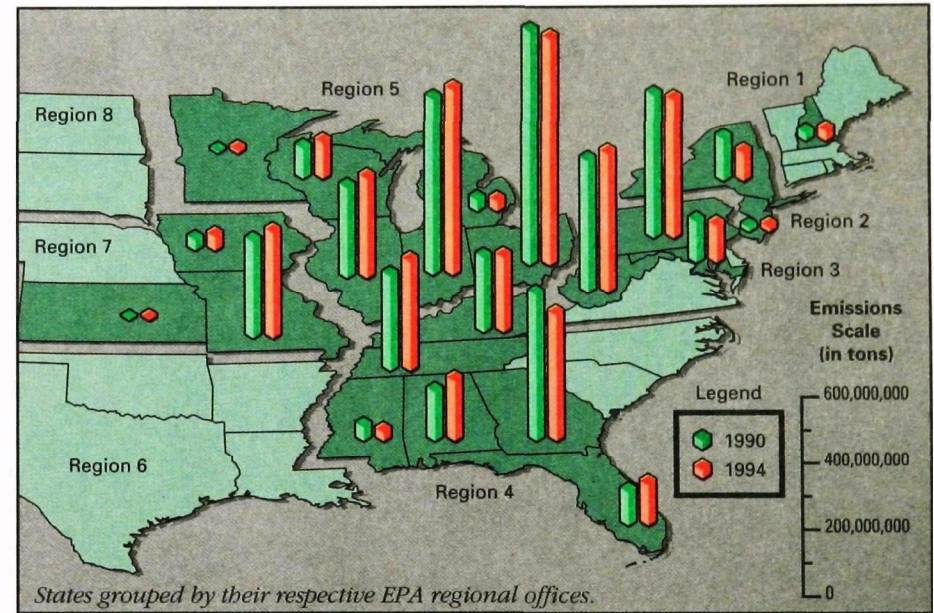 Region 8
Region 5
Region 1
Region 7
Region 2
Region 3
Emissions
Scale
(in tons)
600,000,000
Legend
1990
1994
400,000,000
Region 6
Region 4
200,000,000
0
States grouped by their respective EPA regional offices.